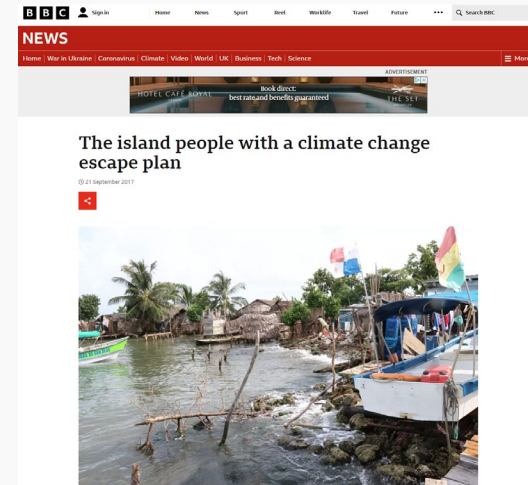 BBC Sign in Home News Sport Reel Worklife Travel Future ••• Search BBC
NEWS
Home War in Ukraine Coronavirus Climate Video World UK Business Tech Science More
ADVERTISEMENT
HOTEL CAFÉ ROYAL
Book direct:
best rate and benefits guaranteed
THE SET
The island people with a climate change
escape plan
21 September 2017